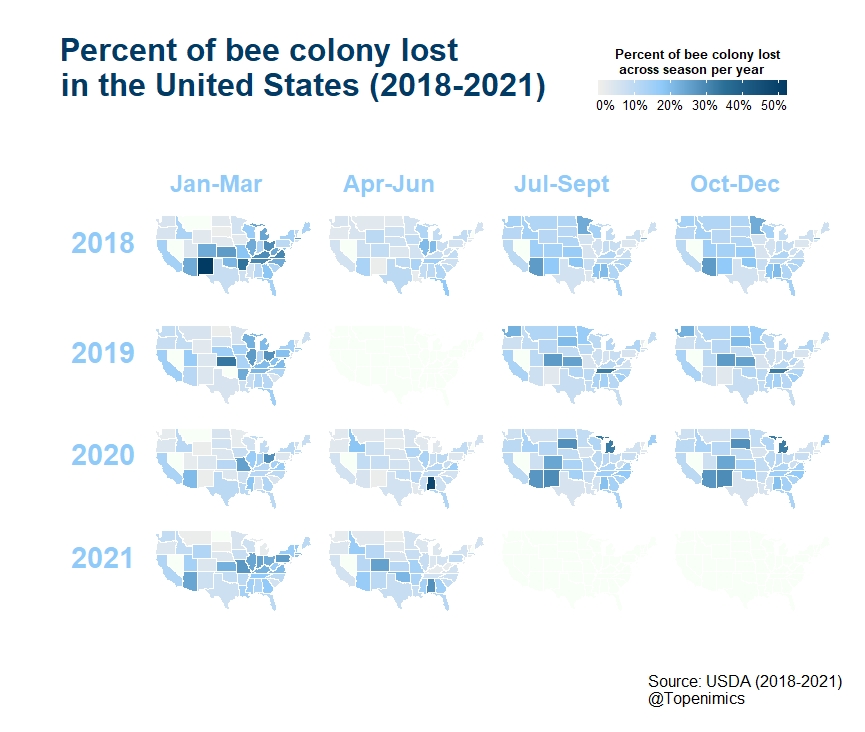 Percent of bee colony lost
in the United States (2018-2021)
Percent of bee colony lost
across season per year
0% 10% 20% 30% 40% 50%
Jan-Mar Apr-Jun Jul-Sept Oct-Dec
2018
2019
2020
2021
Source: USDA (2018-2021)
@Topenimics